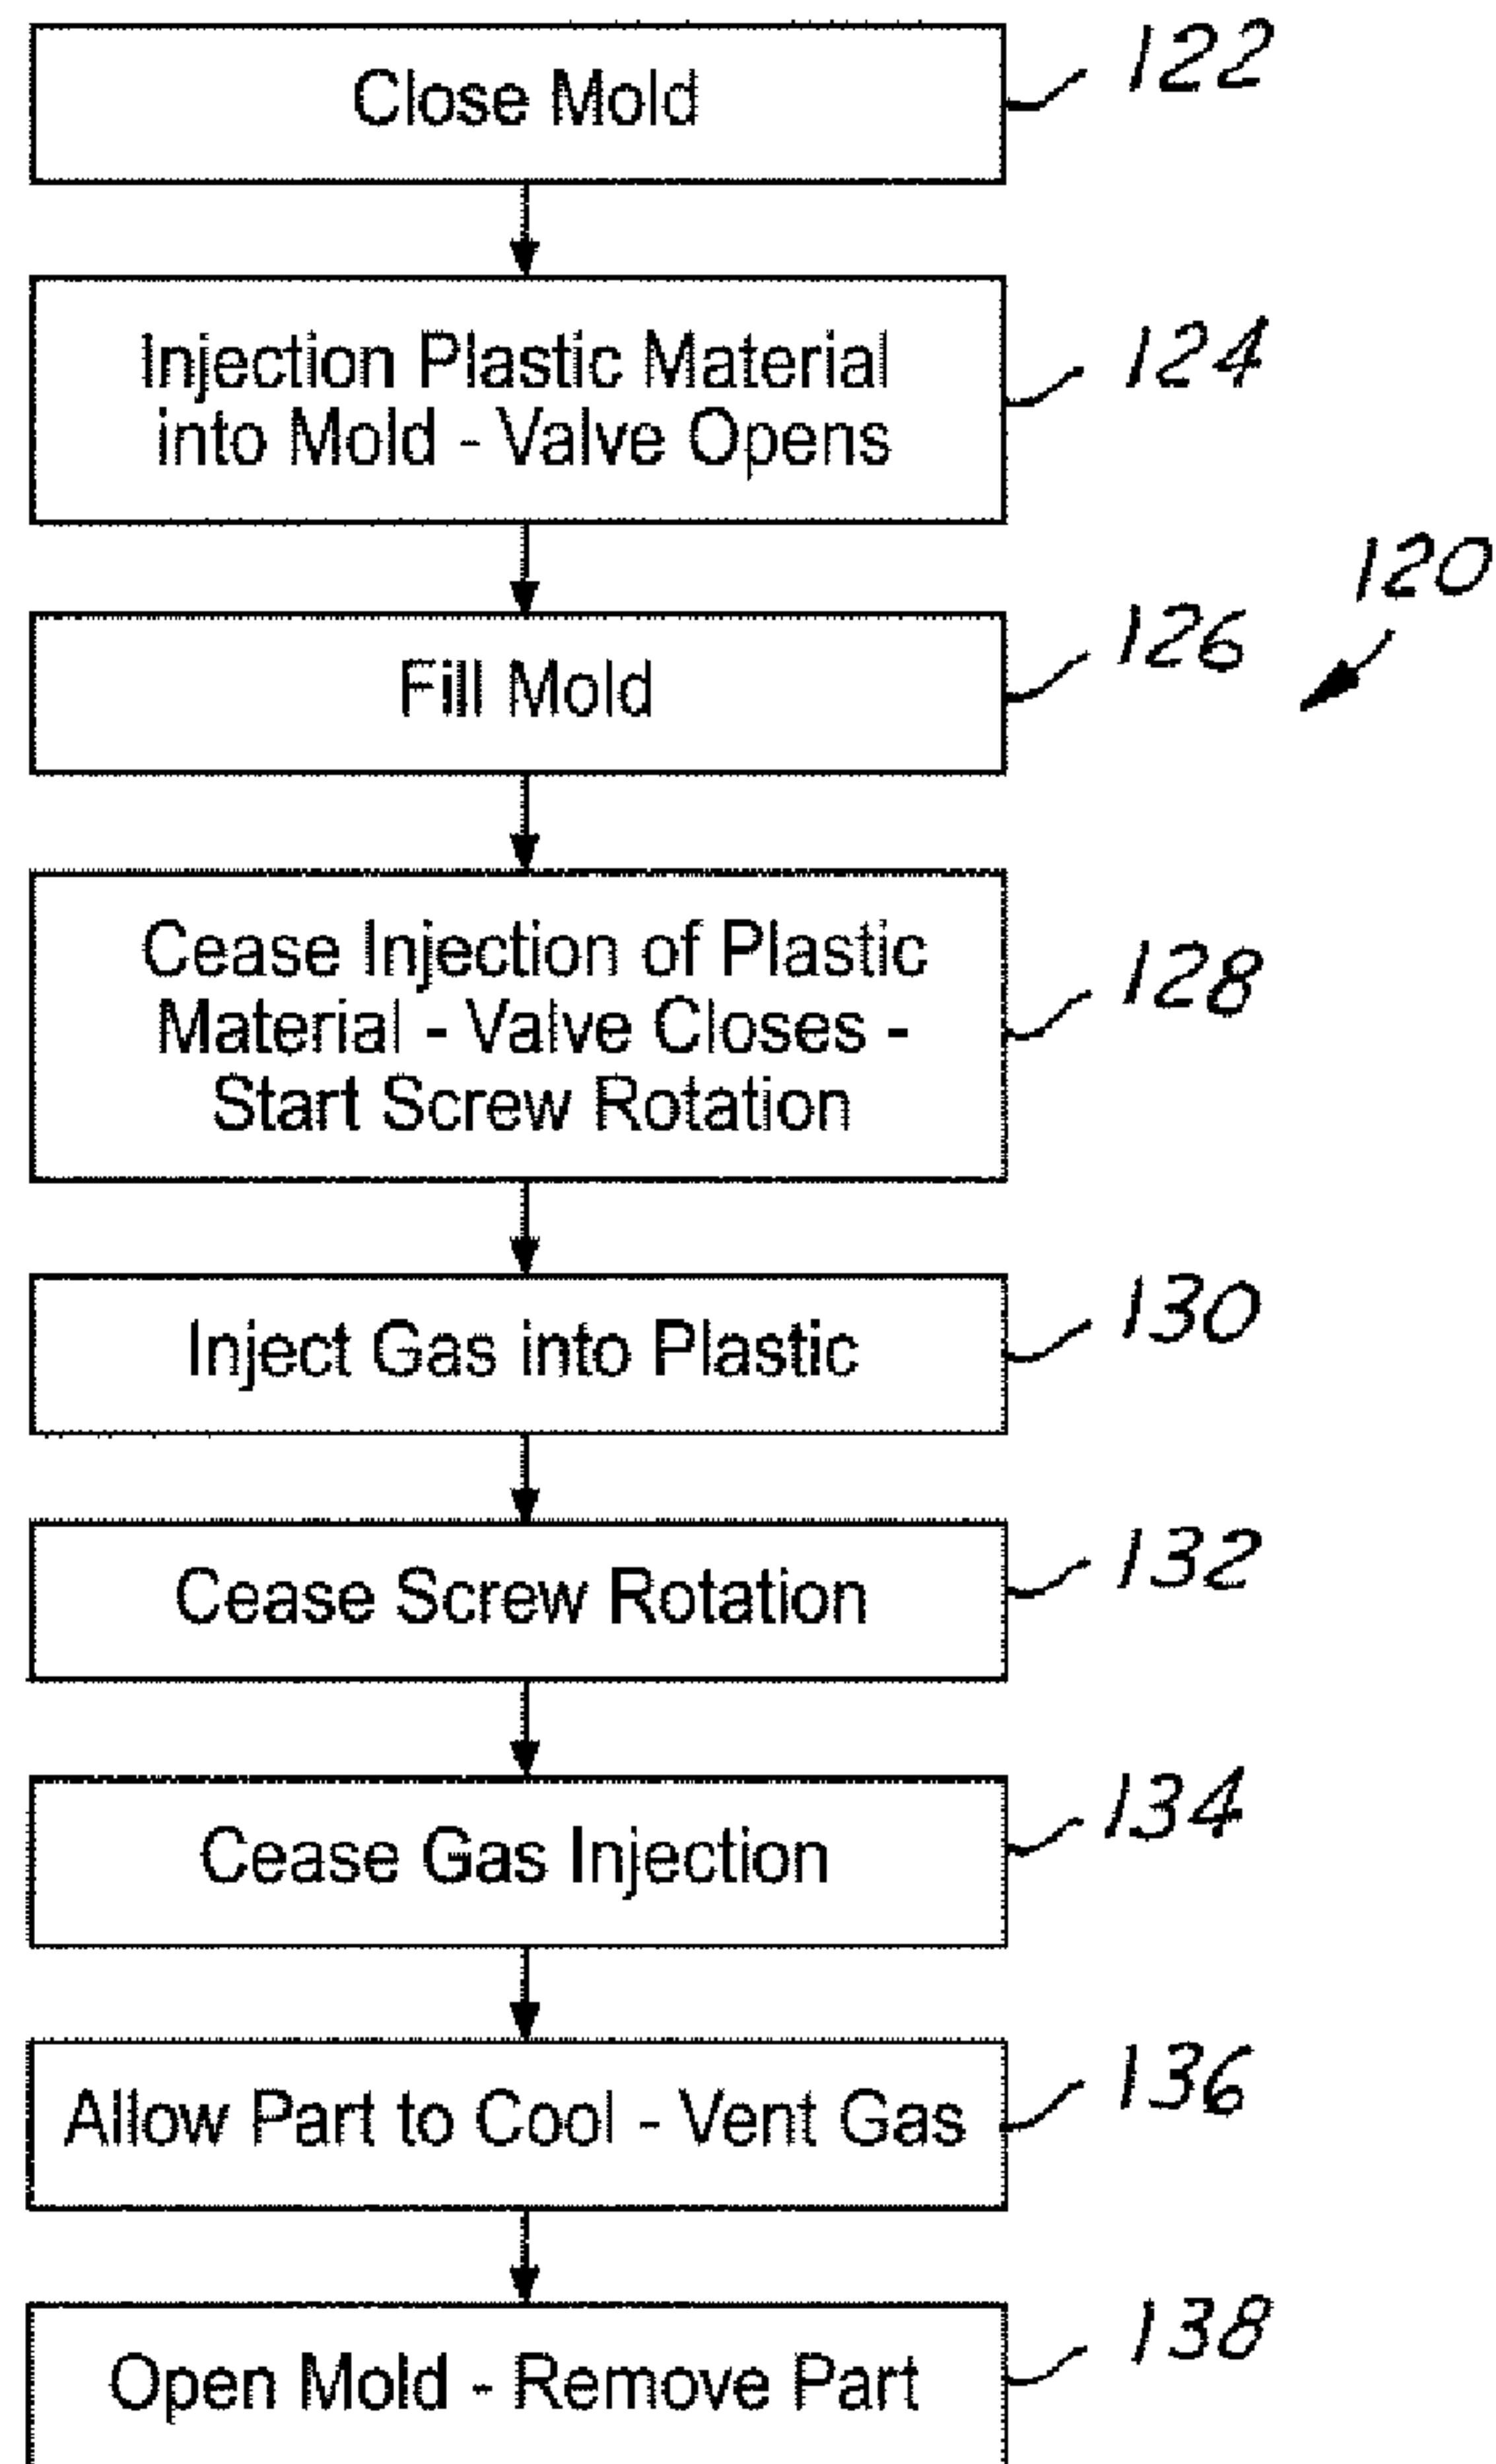 Close Mold
122
Injection Plastic Material
into Mold - Valve Opens
124
120
Fill Mold
126
Cease Injection of Plastic
Material - Valve Closes -
Start Screw Rotation
128
Inject Gas into Plastic
130
Cease Screw Rotation
132
Cease Gas Injection
134
Allow Part to Cool - Vent Gas
136
Open Mold - Remove Part
138